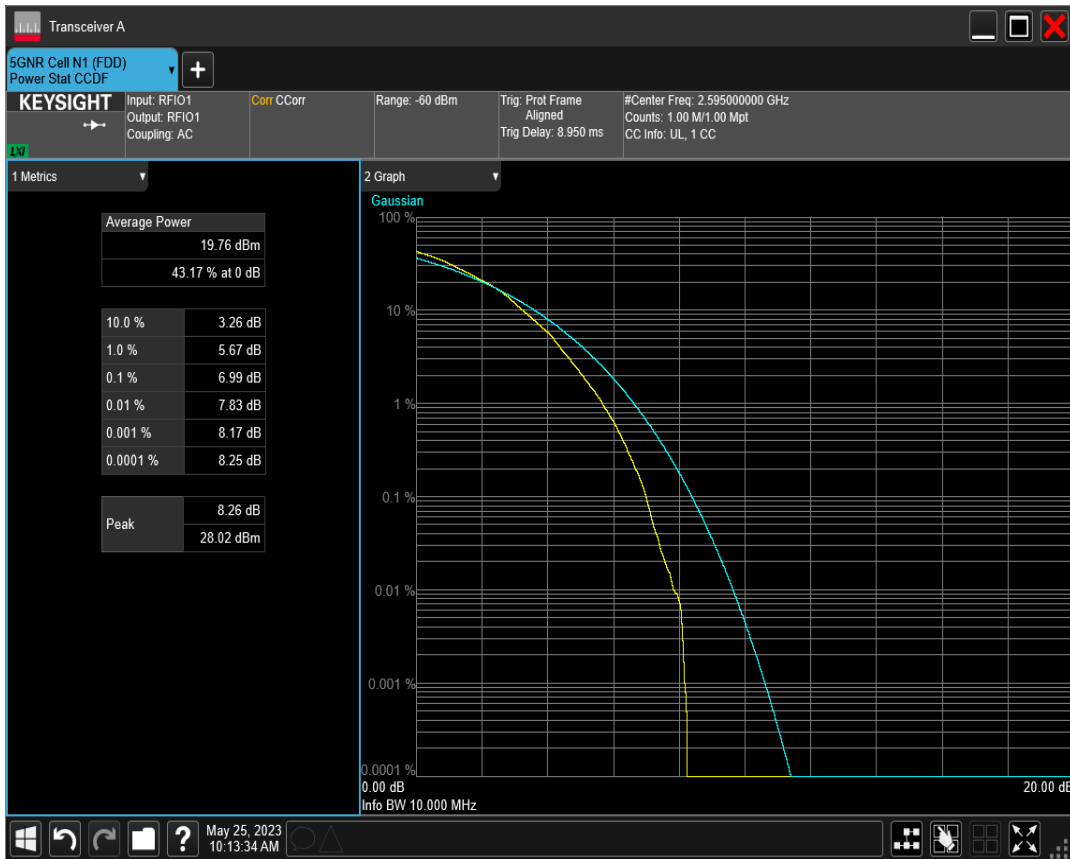 Transceiver A
5GNR Cell N1 (FDD)
Power Stat CCDF
KEYSIGHT
LXI
Input: RFIO1
Output: RFIO1
Coupling: AC
Corr CCorr
Range: -60 dBm
Trig: Prot Frame
Aligned
Trig Delay: 8.950 ms
#Center Freq: 2.595000000 GHz
Counts: 1.00 M/1.00 Mpt
CC Info: UL, 1 CC
1 Metrics
Average Power
19.76 dBm
43.17 % at 0 dB
10.0 % 3.26 dB
1.0 % 5.67 dB
0.1 % 6.99 dB
0.01 % 7.83 dB
0.001 % 8.17 dB
0.0001 % 8.25 dB
Peak
8.26 dB
28.02 dBm
2 Graph
Gaussian
100 %
10 %
1 %
0.1 %
0.01 %
0.001 %
0.0001 %
0.00 dB 20.00 dB
Info BW 10.000 MHz
?
May 25, 2023
10:13:34 AM